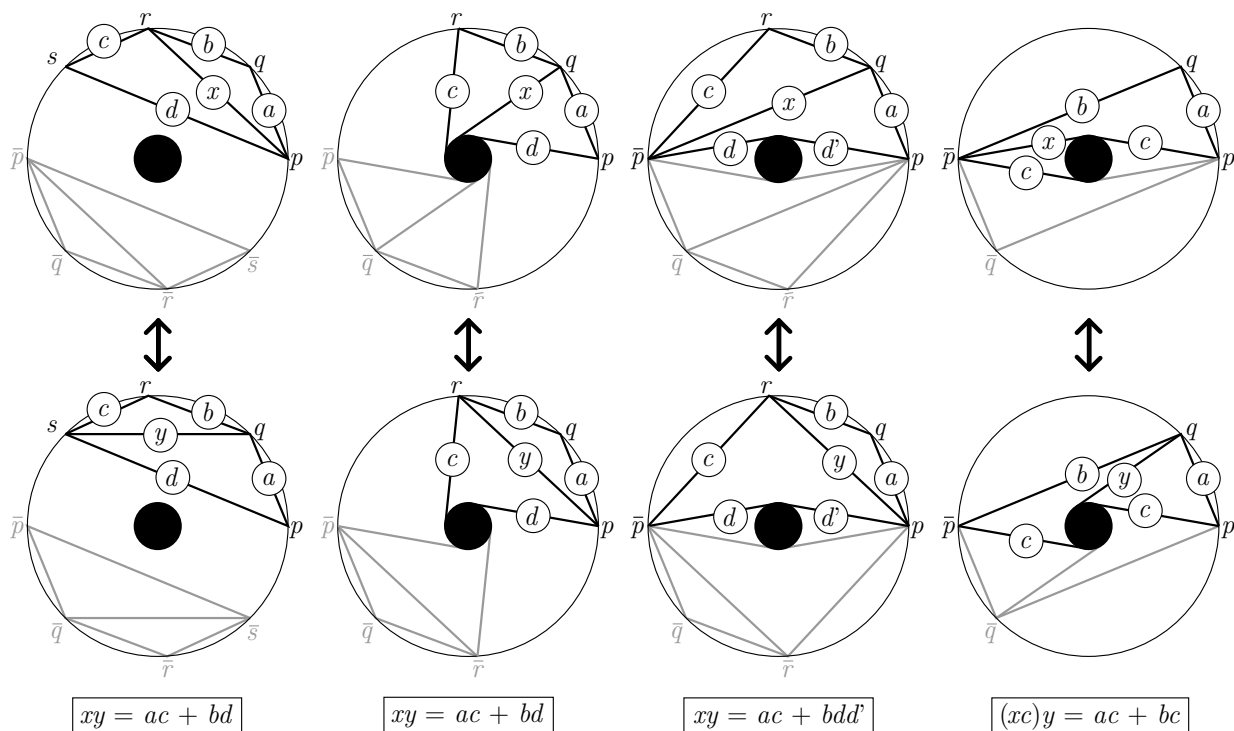 r r r
s c b q b q b q q
x x c a b a
c a d a d x
p̄ p p̄ d p p̄ d d' p p̄ x c p
c
q̄ s̄ q̄ q̄ q̄
r̄ r̄ r̄
r r r
s c b q b q b q q
y y c y b y
d a c a a a
d d d' c
p̄ p p̄ p p̄ p p̄ c p
q̄ s̄ q̄ q̄ q̄
r̄ r̄ r̄
xy = ac + bd xy = ac + bd xy = ac + bdd' (xc)y = ac + bc